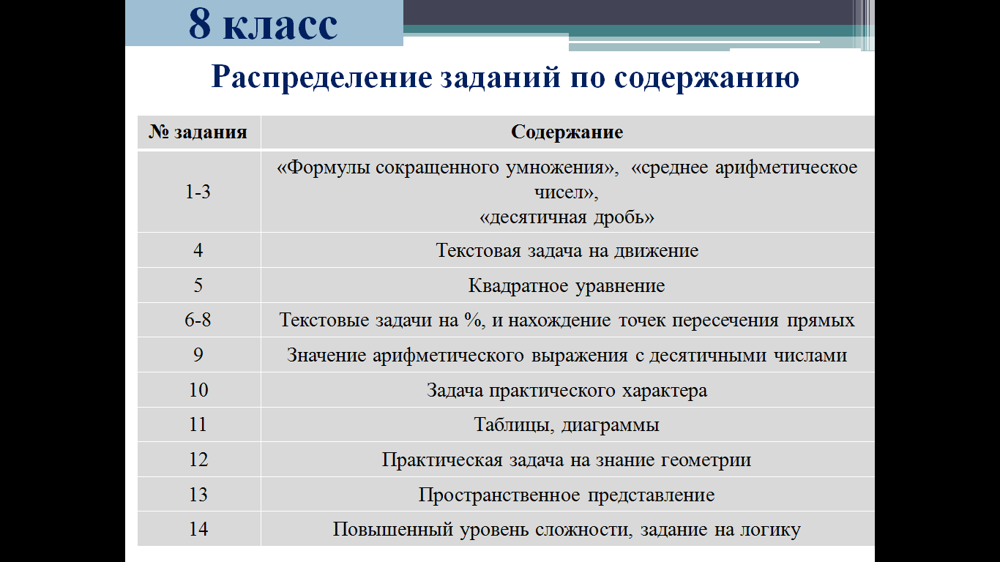 8 класс
Распределение заданий по содержанию
№ задания Содержание
1-3 «Формулы сокращенного умножения», «среднее арифметическое
чисел»,
«десятичная дробь»
4 Текстовая задача на движение
5 Квадратное уравнение
6-8 Текстовые задачи на %, и нахождение точек пересечения прямых
9 Значение арифметического выражения с десятичными числами
10 Задача практического характера
11 Таблицы, диаграммы
12 Практическая задача на знание геометрии
13 Пространственное представление
14 Повышенный уровень сложности, задание на логику